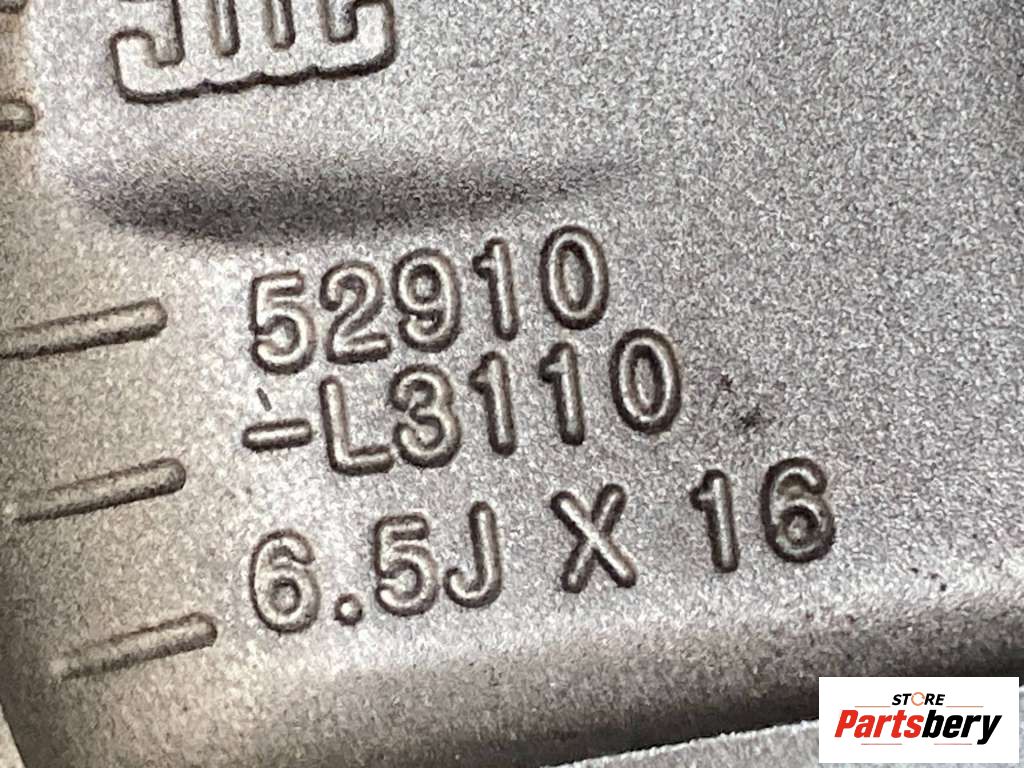 52910
-L3110
6.5J X 16
STORE
Partsbery